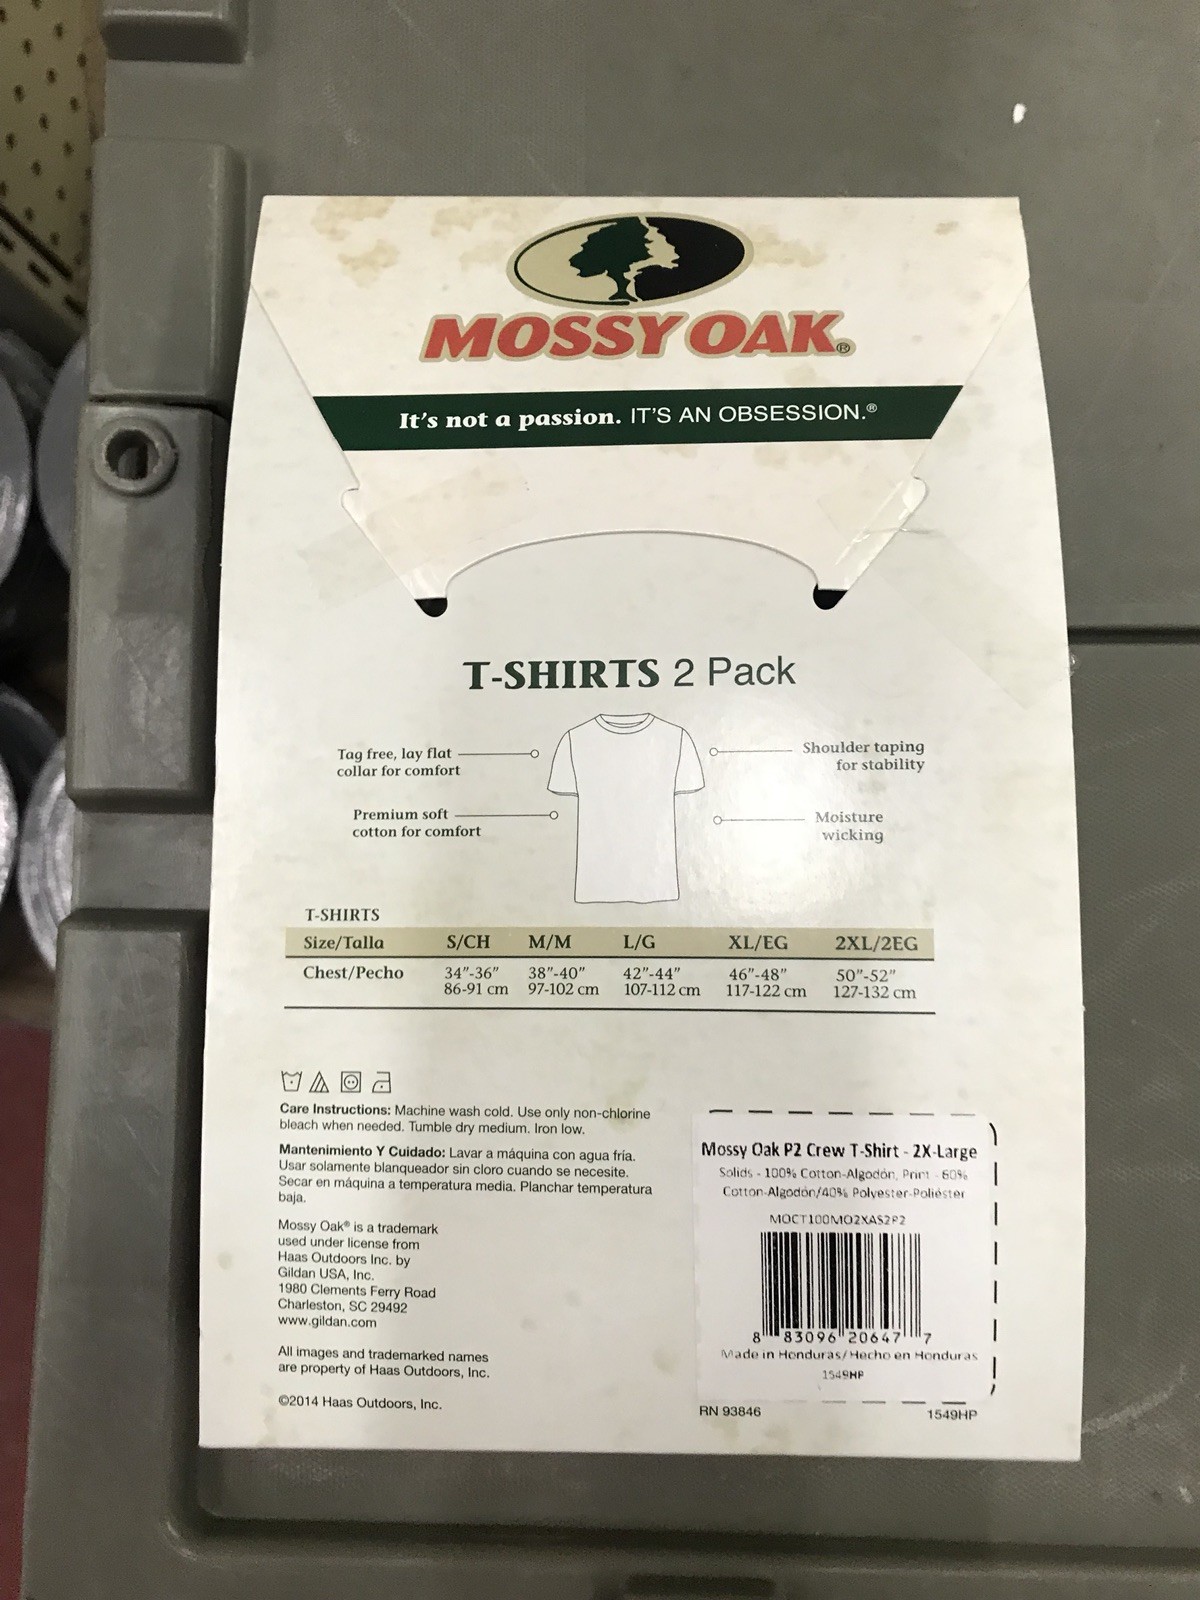 MOSSY OAK®
It's not a passion. IT'S AN OBSESSION.®
T-SHIRTS 2 Pack
Tag free, lay flat
collar for comfort
Shoulder taping
for stability
Premium soft
cotton for comfort
Moisture
wicking
T-SHIRTS
Size/Talla S/CH M/M L/G XL/EG 2XL/2EG
Chest/Pecho 34"-36" 38"-40" 42"-44" 46"-48" 50"-52"
86-91 cm 97-102 cm 107-112 cm 117-122 cm 127-132 cm
Care Instructions: Machine wash cold. Use only non-chlorine
bleach when needed. Tumble dry medium. Iron low.
Mantenimiento Y Cuidado: Lavar a máquina con agua fría.
Usar solamente blanqueador sin cloro cuando se necesite.
Secar en máquina a temperatura media. Planchar temperatura
baja.
Mossy Oak® is a trademark
used under license from
Haas Outdoors Inc. by
Gildan USA, Inc.
1980 Clements Ferry Road
Charleston, SC 29492
www.gildan.com
All images and trademarked names
are property of Haas Outdoors, Inc.
©2014 Haas Outdoors, Inc.
Mossy Oak P2 Crew T-Shirt - 2X-Large
Solids - 100% Cotton-Algodón, Print - 60%
Cotton-Algodón/40% Polyester-Poliéster
MOCT100MO2XAS2P2
8 83096 20647 7
Made in Honduras/Hecho en Honduras
1549HP
RN 93846 1549HP